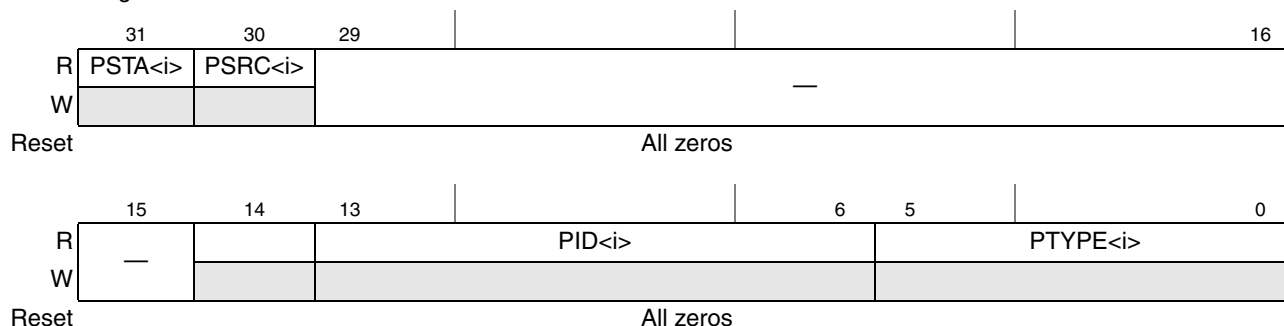 31 30 29 16
R PSTA<i> PSRC<i> —
W
Reset All zeros
15 14 13 6 5 0
R — PID<i> PTYPE<i>
W
Reset All zeros